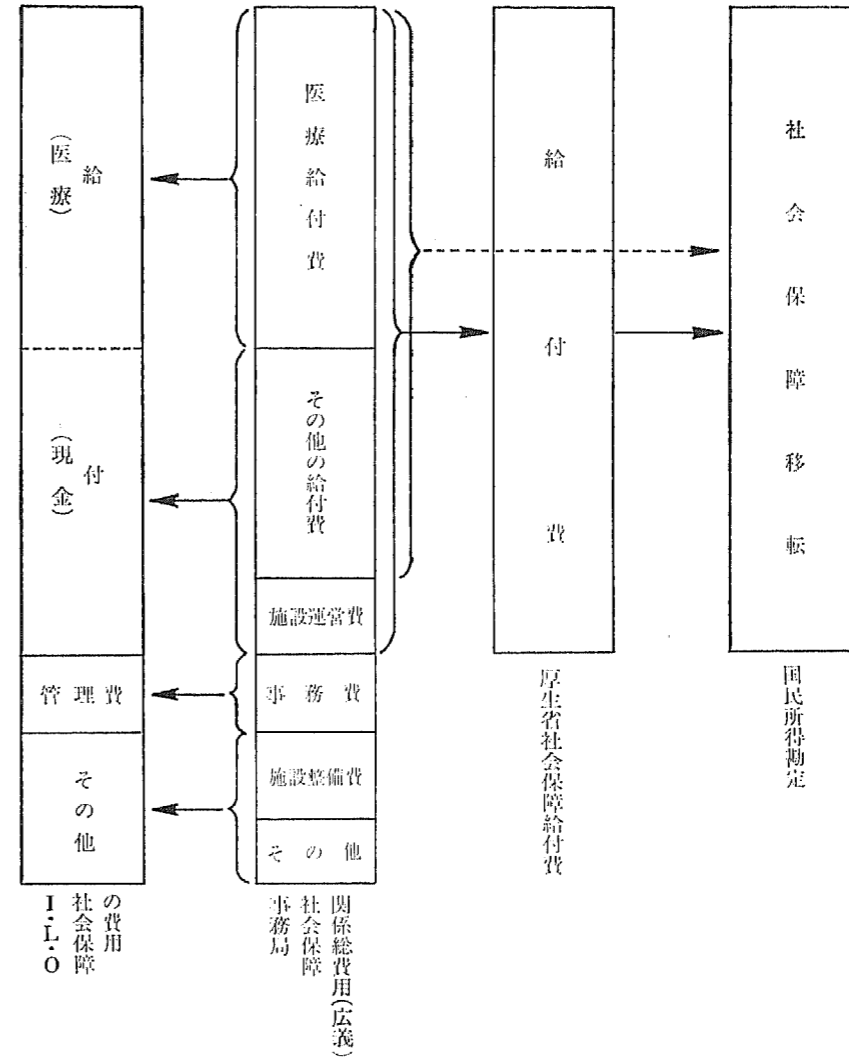 給付
(医療)
(現金)
管理費
その他
I・L・O
社会保障
の費用
医療給付費
その他の給付費
施設運営費
事務費
施設整備費
その他
関係総費用(広義)
社会保障
事務局
給付費
厚生省社会保障給付費
社会保障移転
国民所得勘定